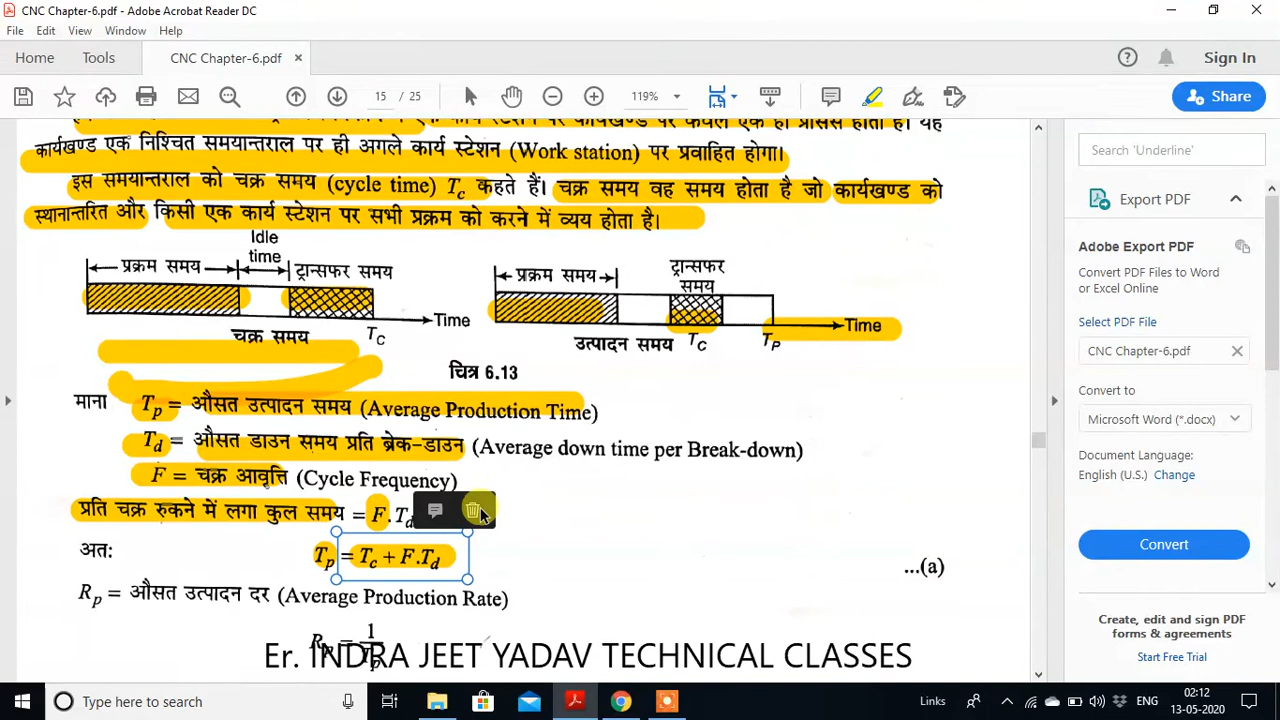 CNC Chapter-6.pdf - Adobe Acrobat Reader DC
File Edit View Window Help
Home Tools CNC Chapter-6.pdf × Sign In
15 / 25 119% Share
कार्यखण्ड एक निश्चित समयान्तराल पर ही अगले कार्य स्टेशन (Work station) पर प्रवाहित होगा।
इस समयान्तराल को चक्र समय (cycle time) Tc कहते हैं। चक्र समय वह समय होता है जो कार्यखण्ड को
स्थानान्तरित और किसी एक कार्य स्टेशन पर सभी प्रक्रम को करने में व्यय होता है।
Idle
time
प्रक्रम समय
ट्रान्सफर समय
Time
चक्र समय
TC
प्रक्रम समय
ट्रान्सफर
समय
Time
उत्पादन समय TC TP
चित्र 6.13
माना Tp = औसत उत्पादन समय (Average Production Time)
Td = औसत डाउन समय प्रति ब्रेक-डाउन (Average down time per Break-down)
F = चक्र आवृत्ति (Cycle Frequency)
प्रति चक्र रुकने में लगा कुल समय = F.Td
अत: Tp = Tc + F.Td ...(a)
Rp = औसत उत्पादन दर (Average Production Rate)
Er. INDRA JEET YADAV TECHNICAL CLASSES
Search 'Underline'
Export PDF
Adobe Export PDF
Convert PDF Files to Word
or Excel Online
Select PDF File
CNC Chapter-6.pdf ×
Convert to
Microsoft Word (*.docx)
Document Language:
English (U.S.) Change
Convert
Create, edit and sign PDF
forms & agreements
Start Free Trial
Type here to search
Links ENG 02:12
13-05-2020